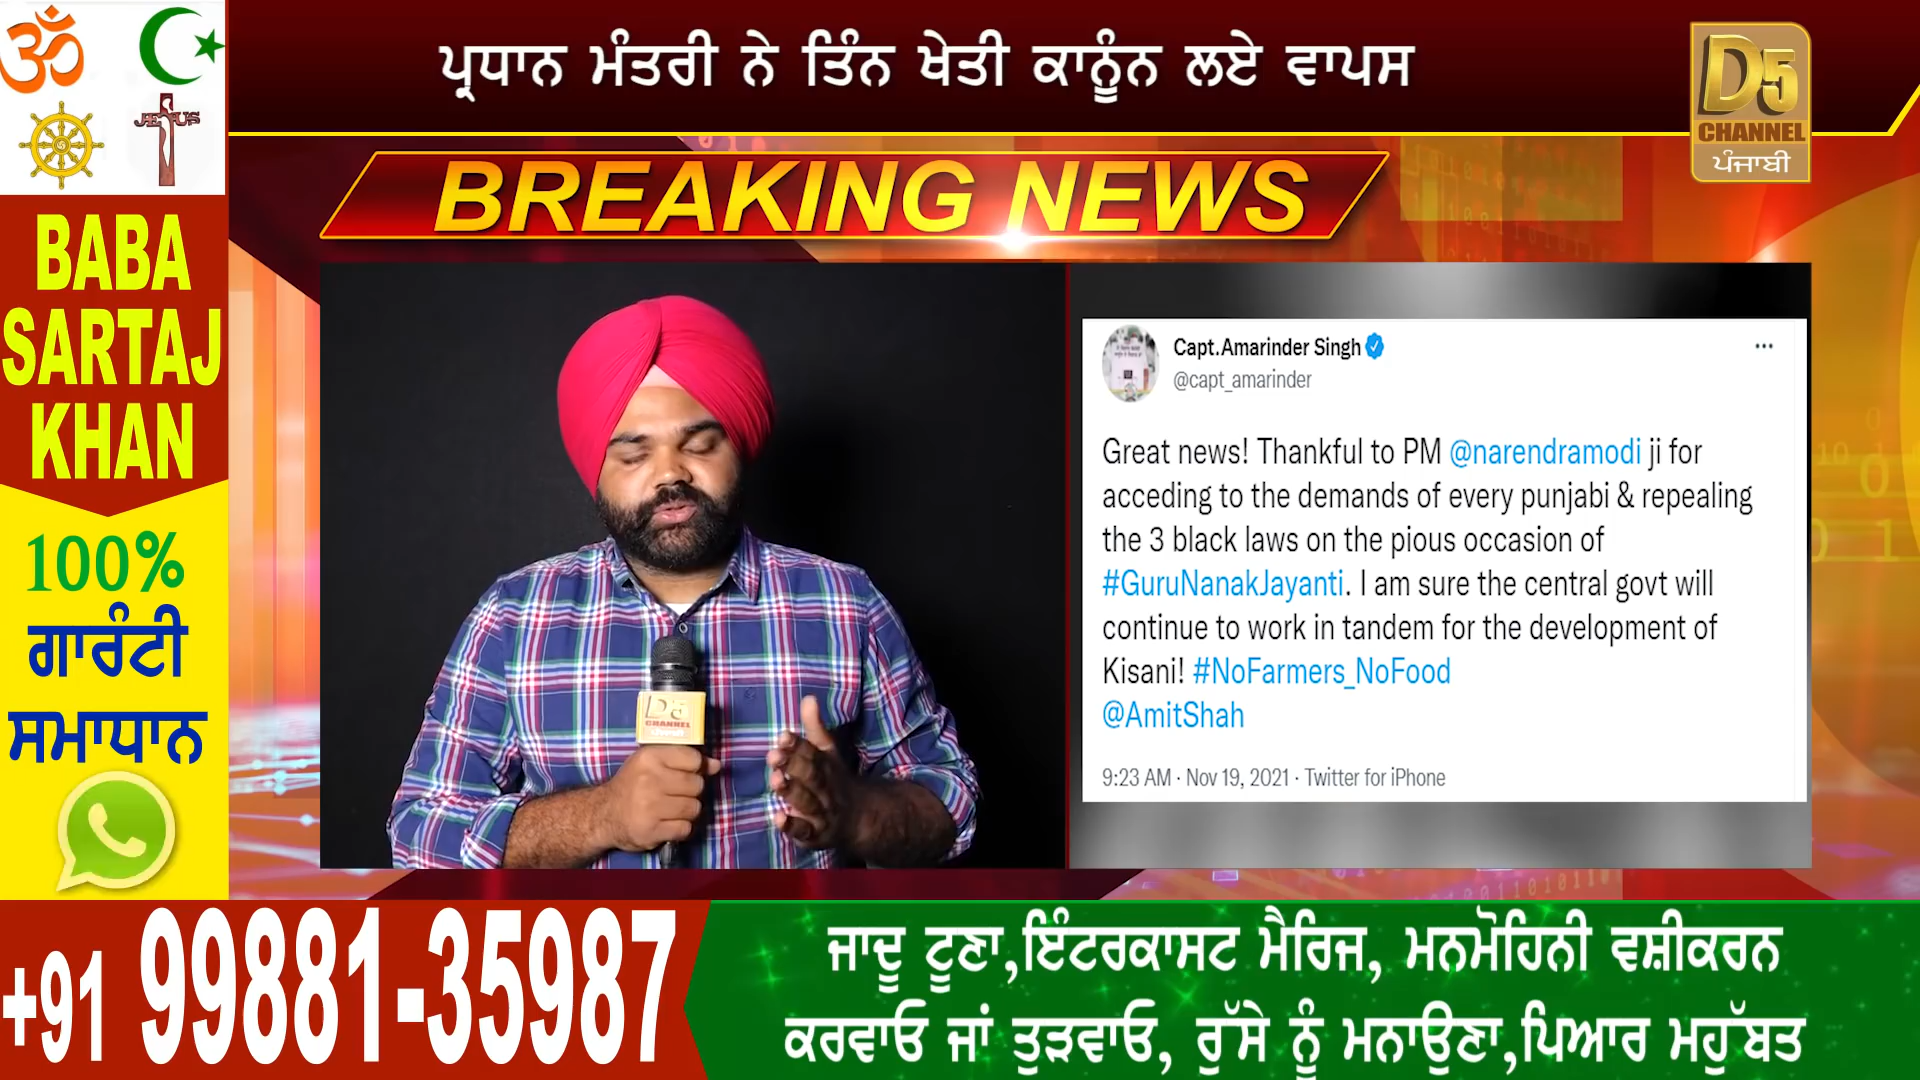 ਪ੍ਰਧਾਨ ਮੰਤਰੀ ਨੇ ਤਿੰਨ ਖੇਤੀ ਕਾਨੂੰਨ ਲਏ ਵਾਪਸ
D5
CHANNEL
ਪੰਜਾਬੀ
BREAKING NEWS
JESUS
BABA
SARTAJ
KHAN
100%
ਗਾਰੰਟੀ
ਸਮਾਧਾਨ
D5
CHANNEL
ਪੰਜਾਬੀ
Capt.Amarinder Singh
@capt_amarinder
Great news! Thankful to PM @narendramodi ji for
acceding to the demands of every punjabi & repealing
the 3 black laws on the pious occasion of
#GuruNanakJayanti. I am sure the central govt will
continue to work in tandem for the development of
Kisani! #NoFarmers_NoFood
@AmitShah
9:23 AM · Nov 19, 2021 · Twitter for iPhone
+91 99881-35987
ਜਾਦੂ ਟੂਣਾ,ਇੰਟਰਕਾਸਟ ਮੈਰਿਜ, ਮਨਮੋਹਿਨੀ ਵਸ਼ੀਕਰਨ
ਕਰਵਾਓ ਜਾਂ ਤੁੜਵਾਓ, ਰੁੱਸੇ ਨੂੰ ਮਨਾਉਣਾ,ਪਿਆਰ ਮਹੁੱਬਤ